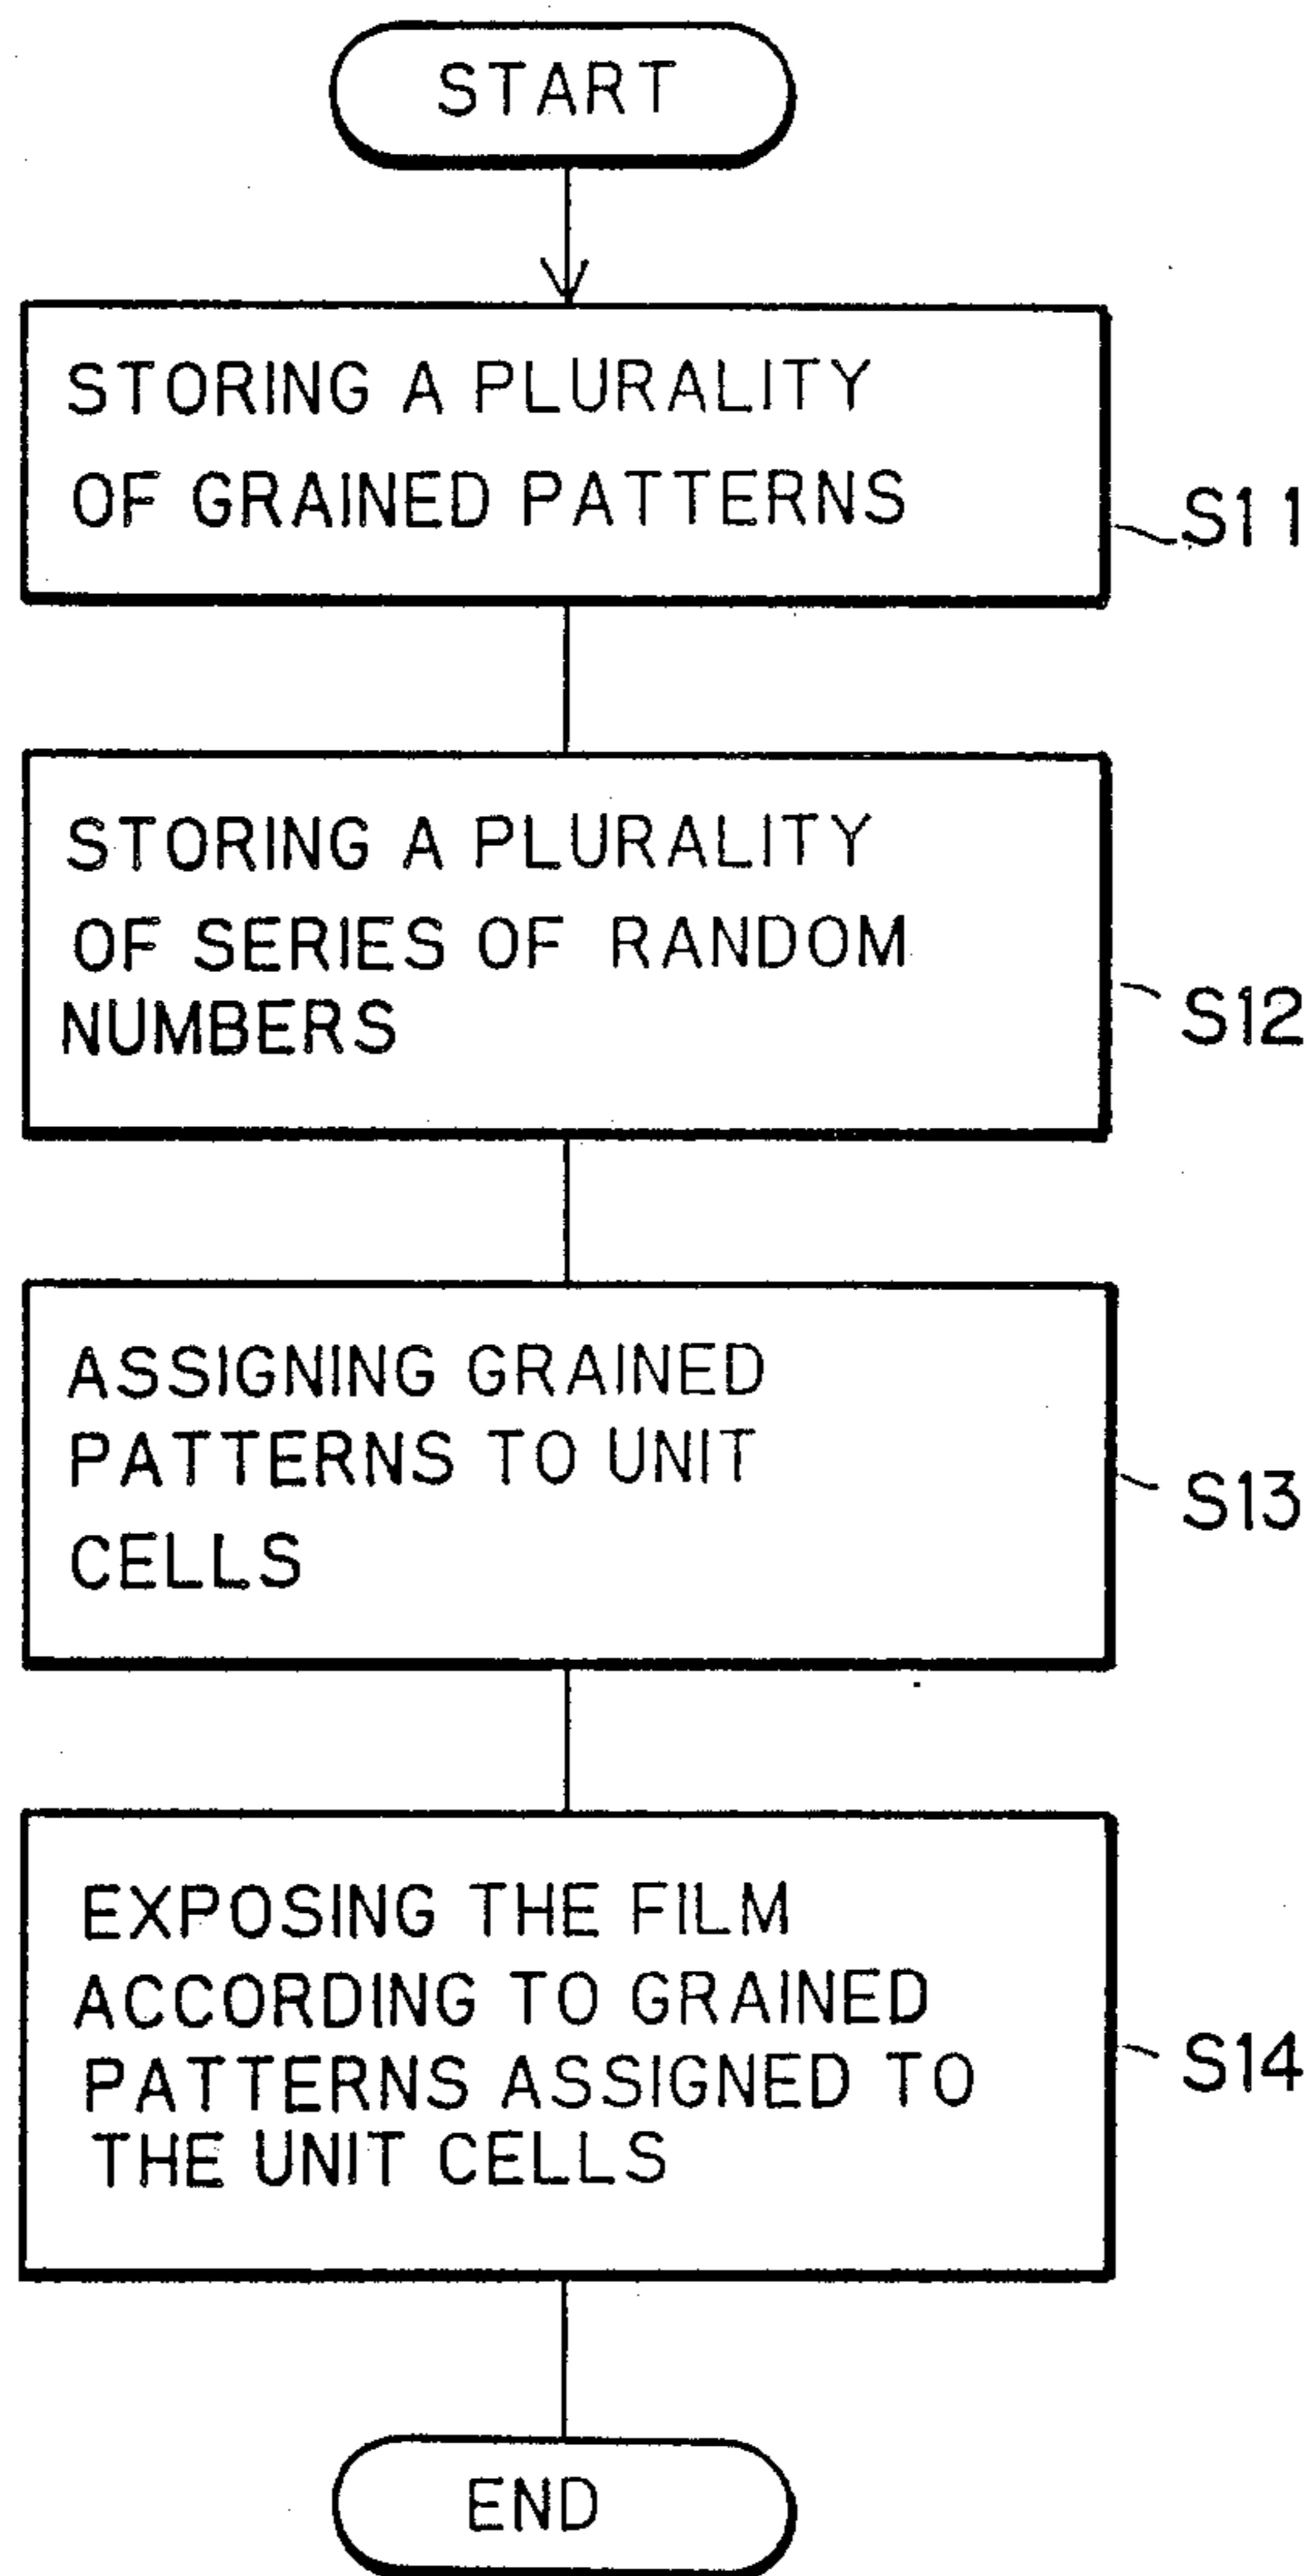 START
STORING A PLURALITY
OF GRAINED PATTERNS
S11
STORING A PLURALITY
OF SERIES OF RANDOM
NUMBERS
S12
ASSIGNING GRAINED
PATTERNS TO UNIT
CELLS
S13
EXPOSING THE FILM
ACCORDING TO GRAINED
PATTERNS ASSIGNED TO
THE UNIT CELLS
S14
END